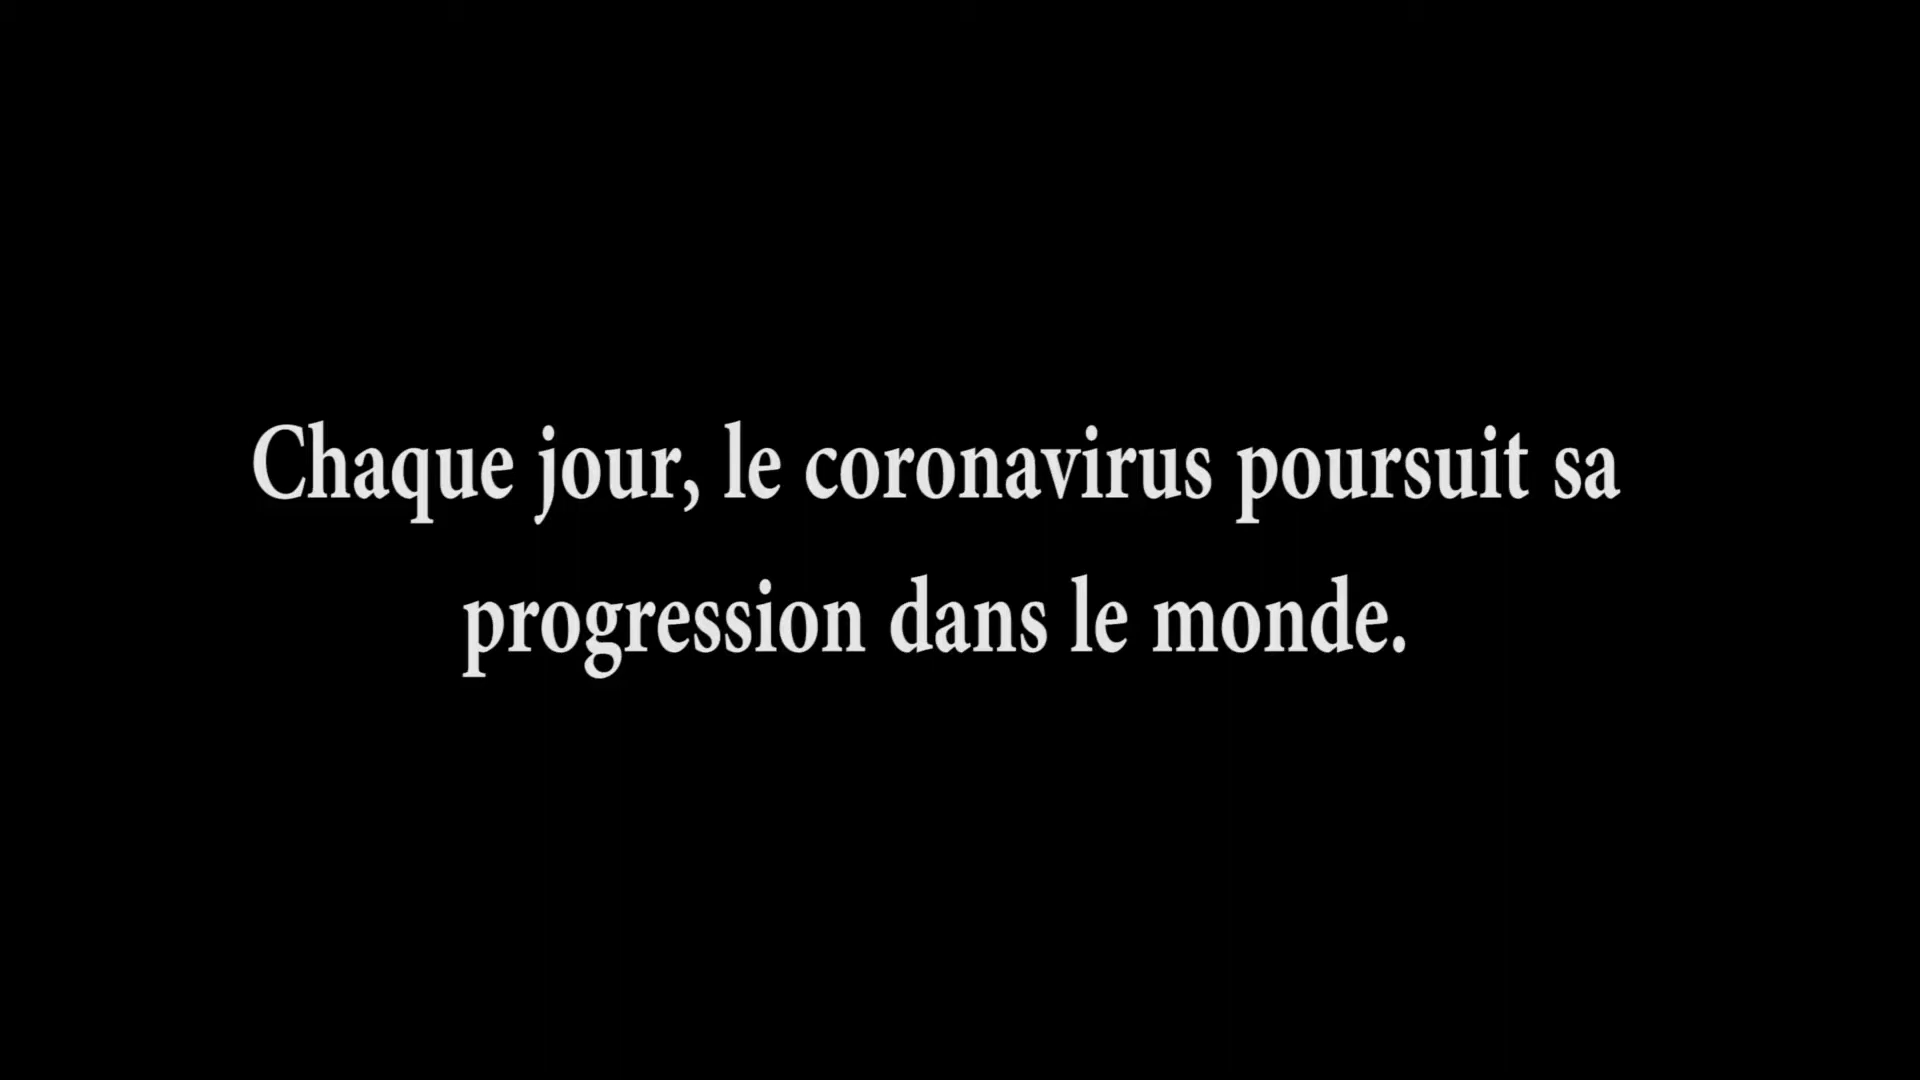 Chaque jour, le coronavirus poursuit sa
progression dans le monde.